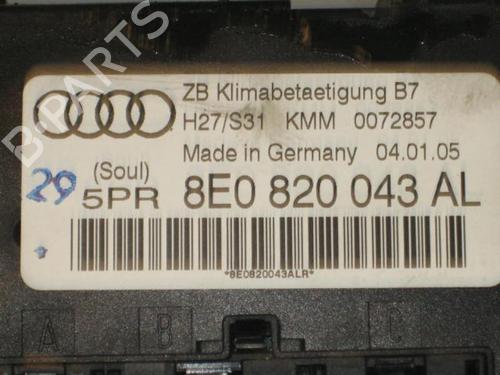 B-PARTS
ZB Klimabetaetigung B7
H27/S31 KMM 0072857
Made in Germany 04.01.05
29
(Soul)
5PR 8E0 820 043 AL
*8E0820043ALR*
A B C